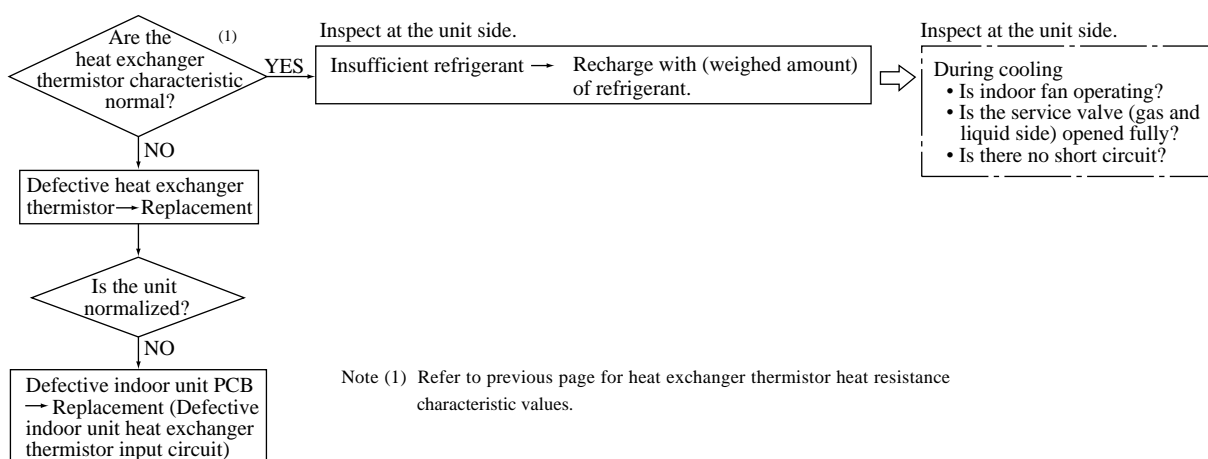 Are the
heat exchanger
thermistor characteristic
normal?
(1)
YES
Inspect at the unit side.
Insufficient refrigerant → Recharge with (weighed amount)
of refrigerant.
Inspect at the unit side.
During cooling
• Is indoor fan operating?
• Is the service valve (gas and
liquid side) opened fully?
• Is there no short circuit?
NO
Defective heat exchanger
thermistor → Replacement
Is the unit
normalized?
NO
Defective indoor unit PCB
→ Replacement (Defective
indoor unit heat exchanger
thermistor input circuit)
Note (1) Refer to previous page for heat exchanger thermistor heat resistance
characteristic values.